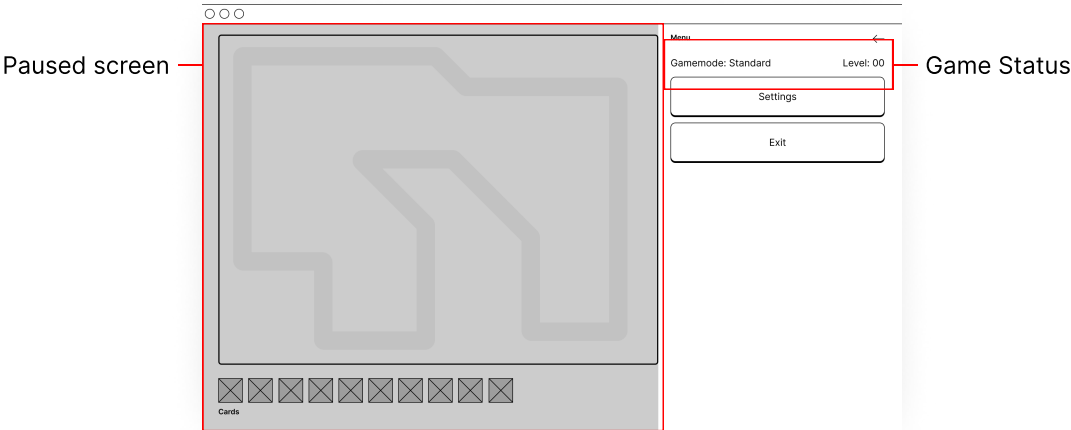 Menu
Paused screen
Gamemode: Standard
Level: 00
Game Status
Settings
Exit
Cards